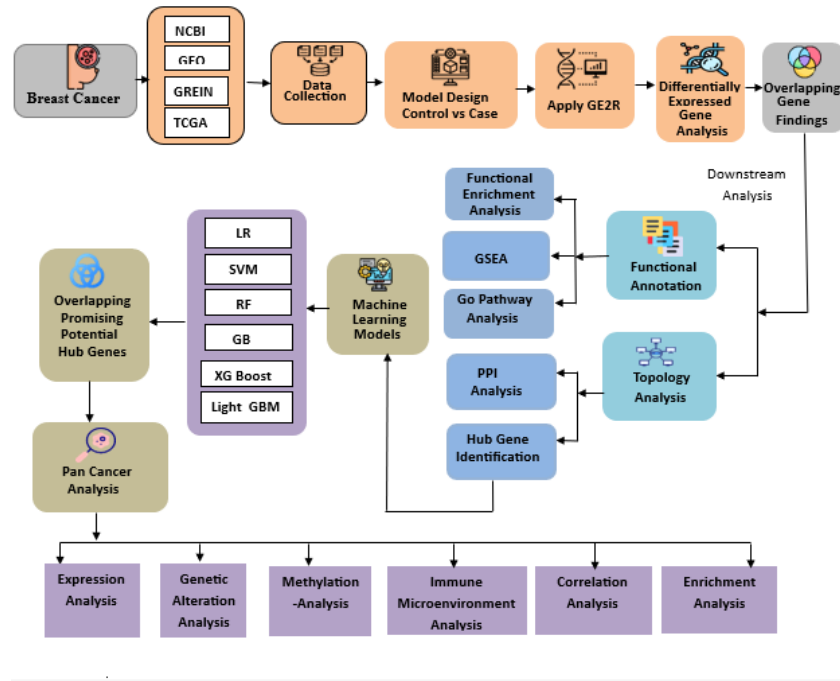 NCBI
GEO
GREIN
TCGA
Breast Cancer
Data
Collection
Model Design
Control vs Case
Apply GE2R
Differentially
Expressed
Gene
Analysis
Overlapping
Gene
Findings
Downstream
Analysis
Functional
Enrichment
Analysis
GSEA
Go Pathway
Analysis
Functional
Annotation
PPI
Analysis
Hub Gene
Identification
Topology
Analysis
Machine
Learning
Models
LR
SVM
RF
GB
XG Boost
Light GBM
Overlapping
Promising
Potential
Hub Genes
Pan Cancer
Analysis
Expression
Analysis
Genetic
Alteration
Analysis
Methylation
-Analysis
Immune
Microenvironment
Analysis
Correlation
Analysis
Enrichment
Analysis